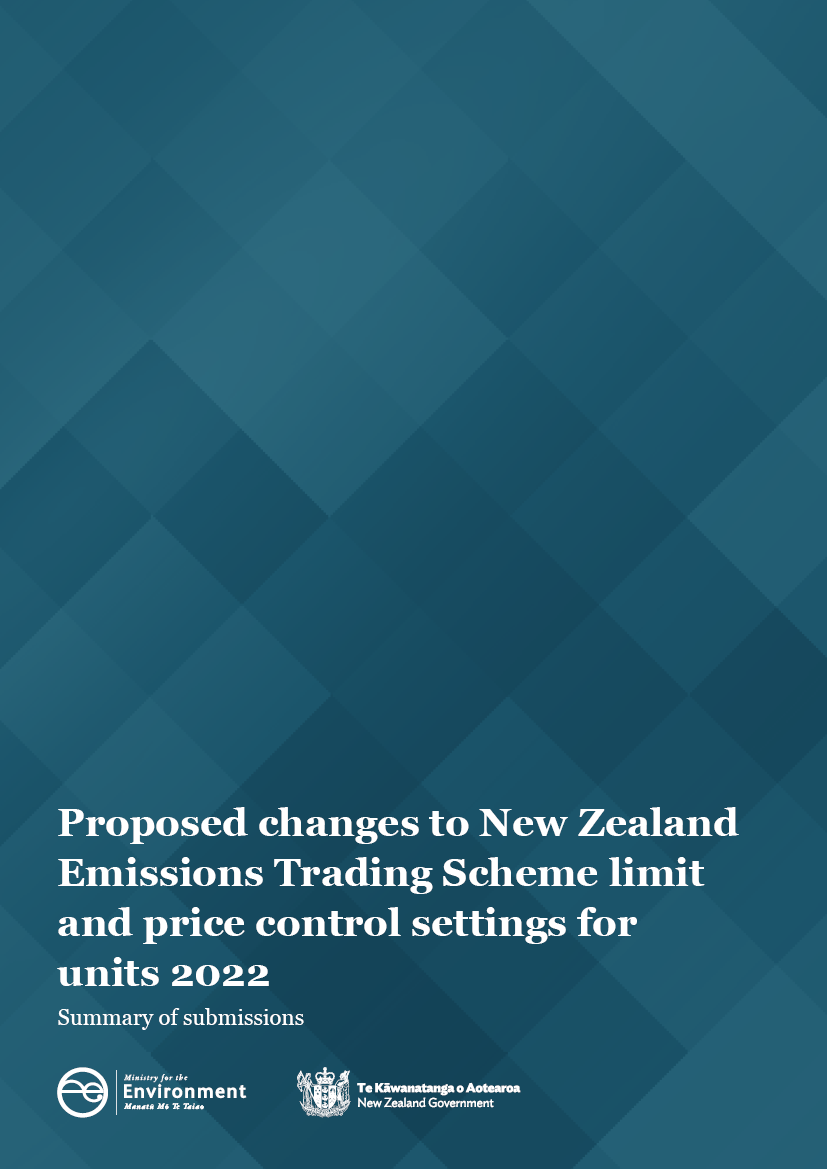 Proposed changes to New Zealand
Emissions Trading Scheme limit
and price control settings for
units 2022
Summary of submissions
Ministry for the
Environment
Manatū Mō Te Taiao
Te Kāwanatanga o Aotearoa
New Zealand Government